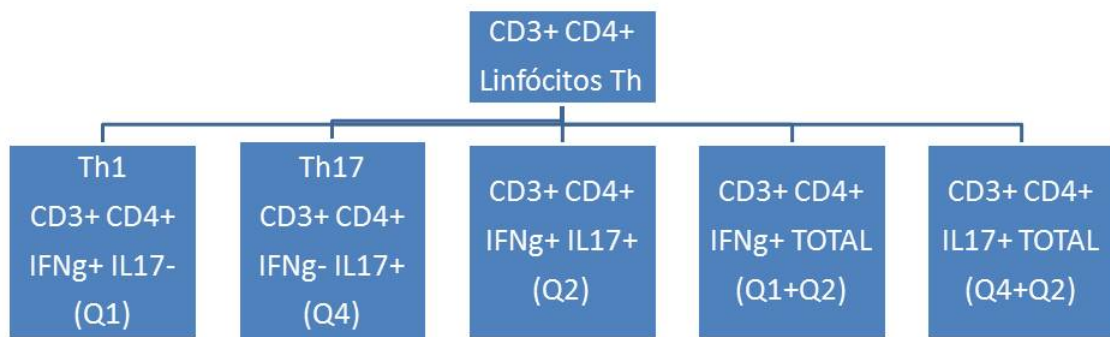 CD3+ CD4+
Linfócitos Th
Th1
CD3+ CD4+
IFNg+ IL17-
(Q1)
Th17
CD3+ CD4+
IFNg- IL17+
(Q4)
CD3+ CD4+
IFNg+ IL17+
(Q2)
CD3+ CD4+
IFNg+ TOTAL
(Q1+Q2)
CD3+ CD4+
IL17+ TOTAL
(Q4+Q2)